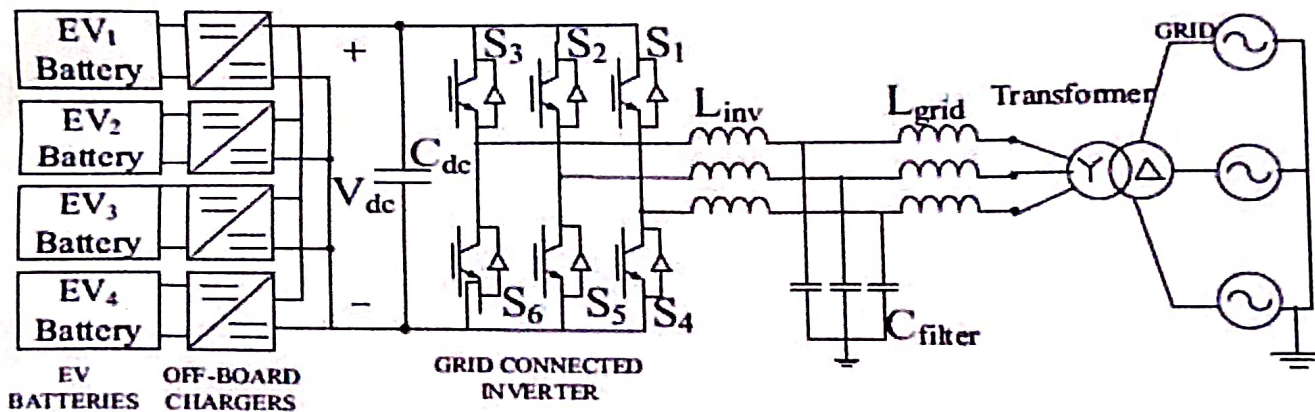 EV1
Battery
EV2
Battery
EV3
Battery
EV4
Battery
EV
BATTERIES
OFF-BOARD
CHARGERS
+
Vdc
−
Cdc
S3
S2
S1
S6
S5
S4
GRID CONNECTED
INVERTER
Linv
Lgrid
Cfilter
Transformer
Y
Δ
GRID